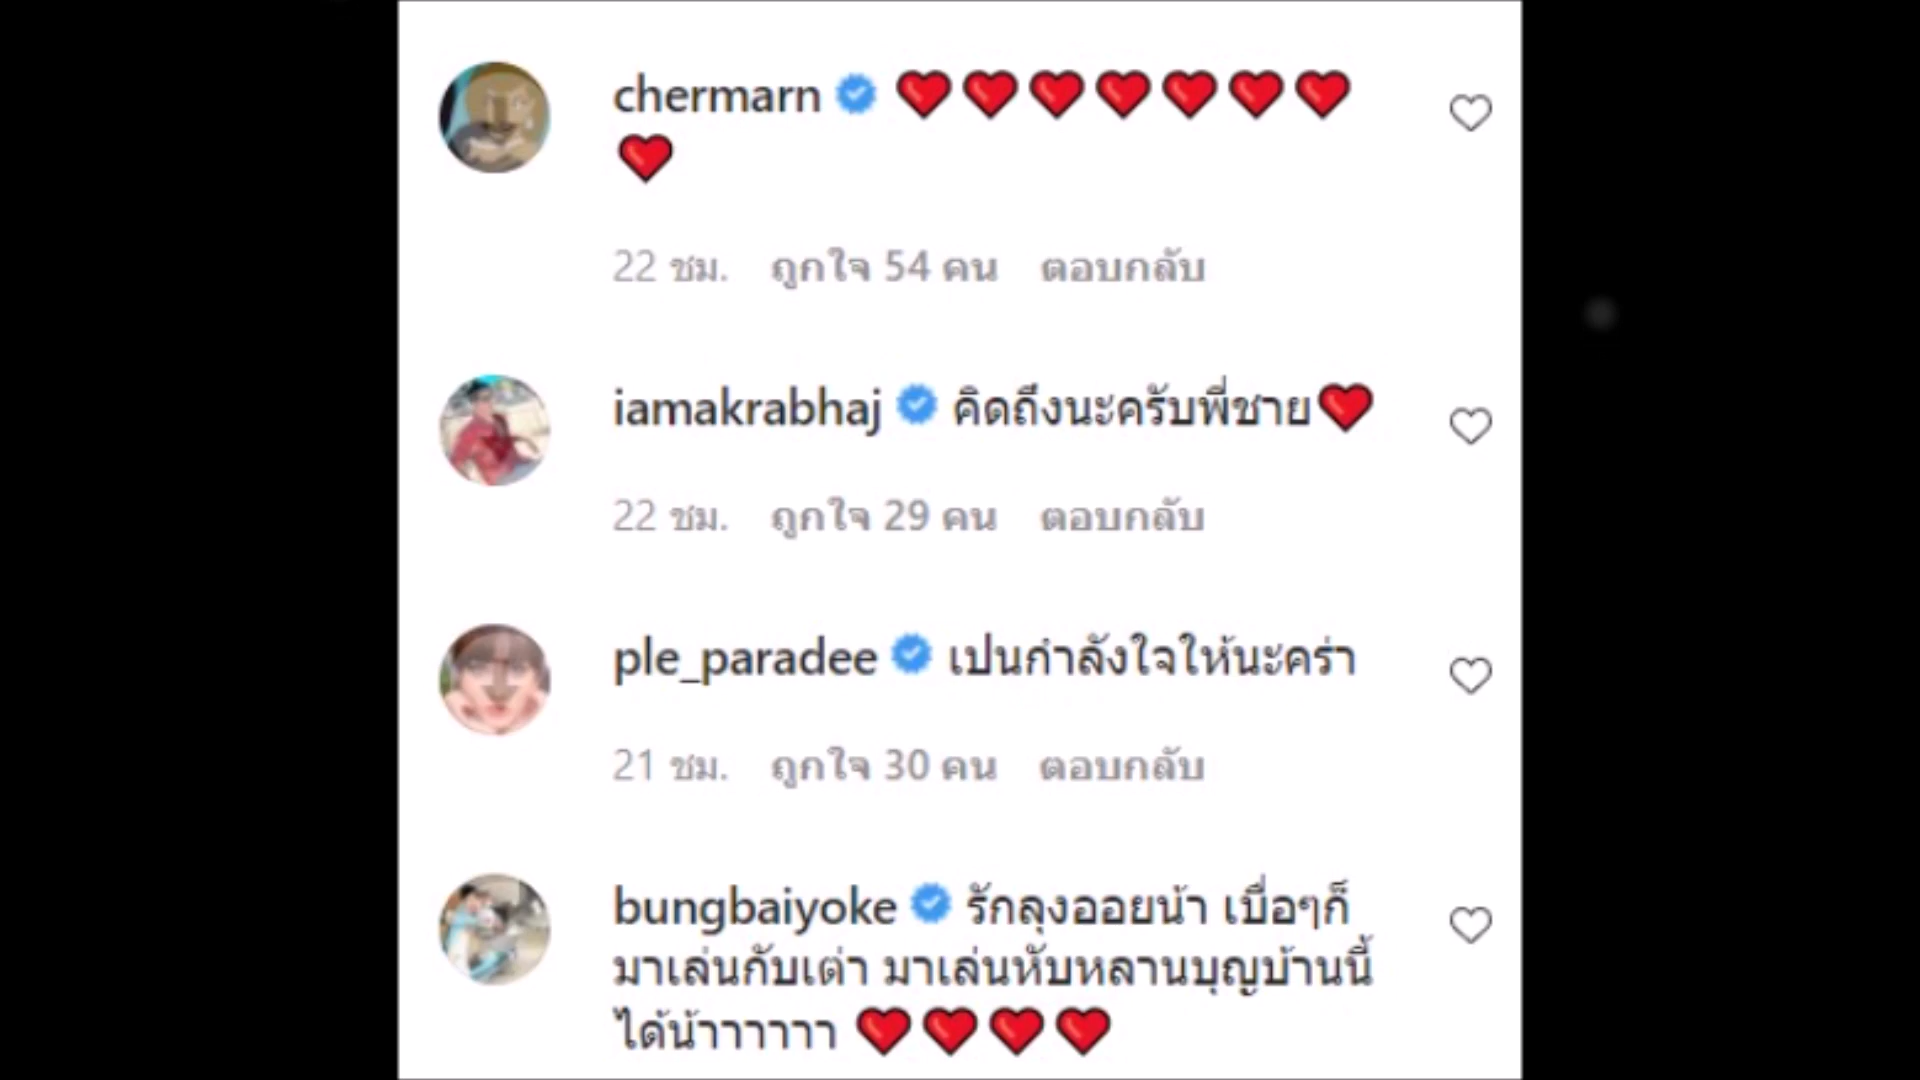 chermarn ❤️❤️❤️❤️❤️❤️❤️
❤️
22 ชม. ถูกใจ 54 คน ตอบกลับ
iamakrabhaj คิดถึงนะครับพี่ชาย❤️
22 ชม. ถูกใจ 29 คน ตอบกลับ
ple_paradee เปนกำลังใจให้นะคร่า
21 ชม. ถูกใจ 30 คน ตอบกลับ
bungbaiyoke รักลุงออยน้า เบื่อๆก็
มาเล่นกับเต่า มาเล่นหับหลานบุญบ้านนี้
ได้น้าาาาาาา ❤️❤️❤️❤️